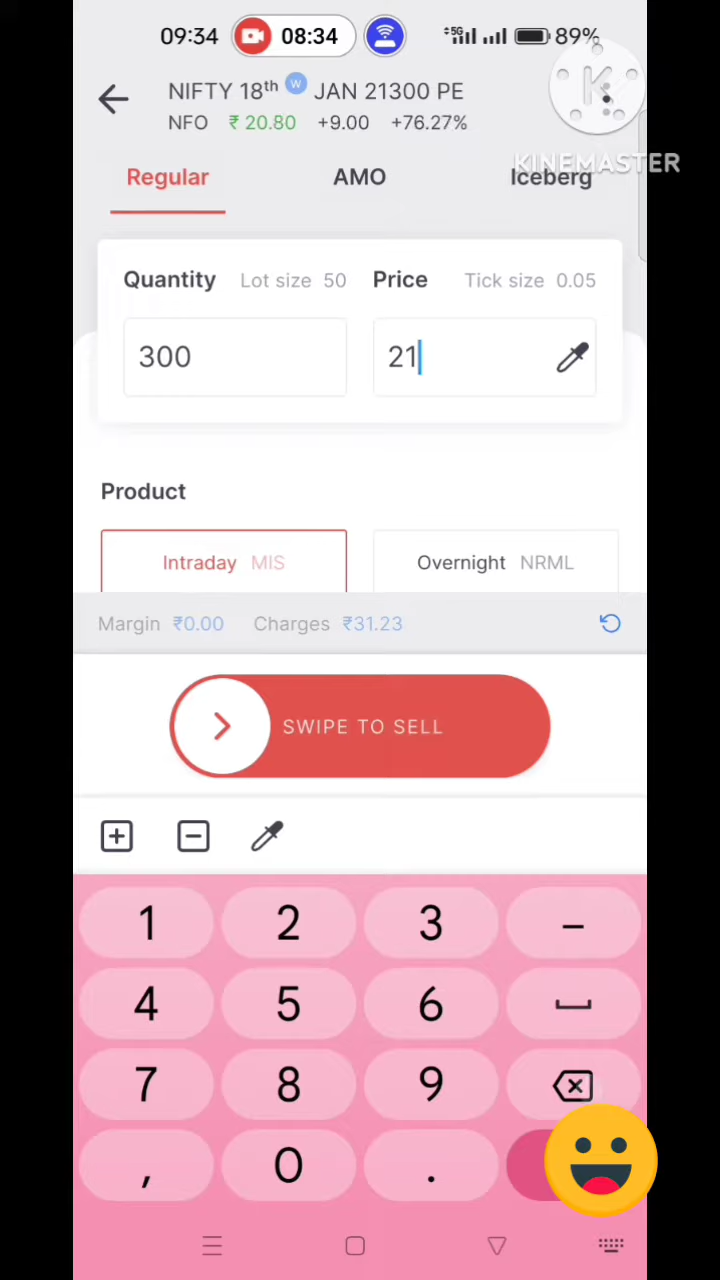 09:34 08:34 5G 89%
NIFTY 18th W JAN 21300 PE
NFO ₹ 20.80 +9.00 +76.27%
K
KINEMASTER
Regular AMO Iceberg
Quantity Lot size 50 Price Tick size 0.05
300 21
Product
Intraday MIS Overnight NRML
Margin ₹0.00 Charges ₹31.23
SWIPE TO SELL
1 2 3 –
4 5 6
7 8 9
, 0 .